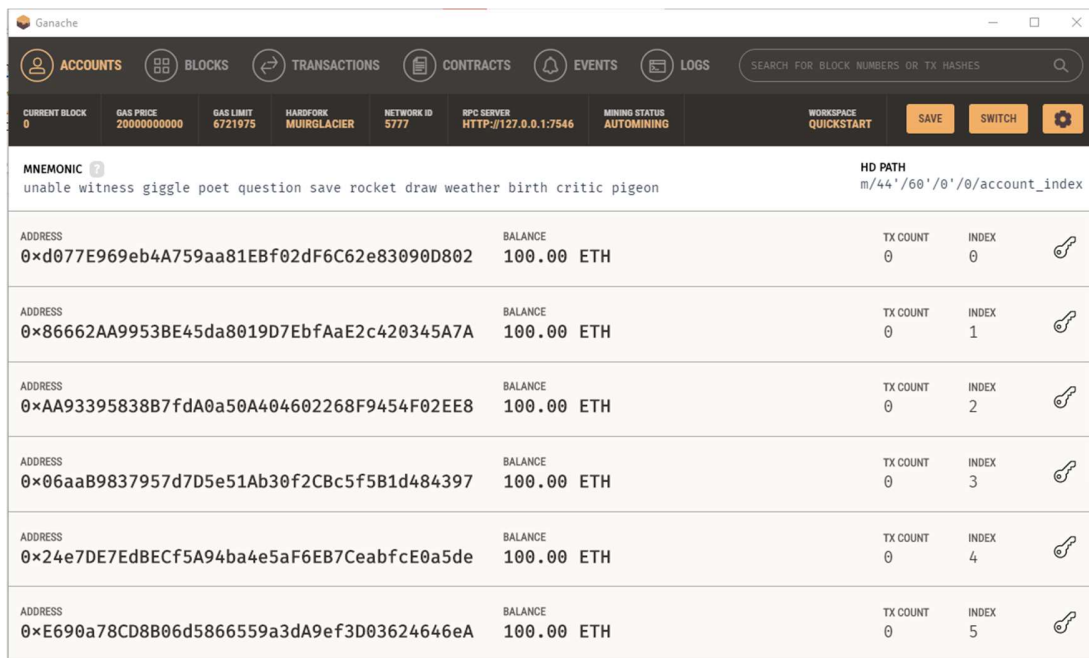 Ganache
ACCOUNTS BLOCKS TRANSACTIONS CONTRACTS EVENTS LOGS SEARCH FOR BLOCK NUMBERS OR TX HASHES
CURRENT BLOCK GAS PRICE GAS LIMIT HARDFORK NETWORK ID RPC SERVER MINING STATUS WORKSPACE
0 20000000000 6721975 MUIRGLACIER 5777 HTTP://127.0.0.1:7546 AUTOMINING QUICKSTART SAVE SWITCH
MNEMONIC ? HD PATH
unable witness giggle poet question save rocket draw weather birth critic pigeon m/44'/60'/0'/0/account_index
ADDRESS BALANCE TX COUNT INDEX
0×d077E969eb4A759aa81EBf02dF6C62e83090D802 100.00 ETH 0 0
ADDRESS BALANCE TX COUNT INDEX
0×86662AA9953BE45da8019D7EbfAaE2c420345A7A 100.00 ETH 0 1
ADDRESS BALANCE TX COUNT INDEX
0×AA93395838B7fdA0a50A404602268F9454F02EE8 100.00 ETH 0 2
ADDRESS BALANCE TX COUNT INDEX
0×06aaB9837957d7D5e51Ab30f2CBc5f5B1d484397 100.00 ETH 0 3
ADDRESS BALANCE TX COUNT INDEX
0×24e7DE7EdBECf5A94ba4e5aF6EB7CeabfcE0a5de 100.00 ETH 0 4
ADDRESS BALANCE TX COUNT INDEX
0×E690a78CD8B06d5866559a3dA9ef3D03624646eA 100.00 ETH 0 5